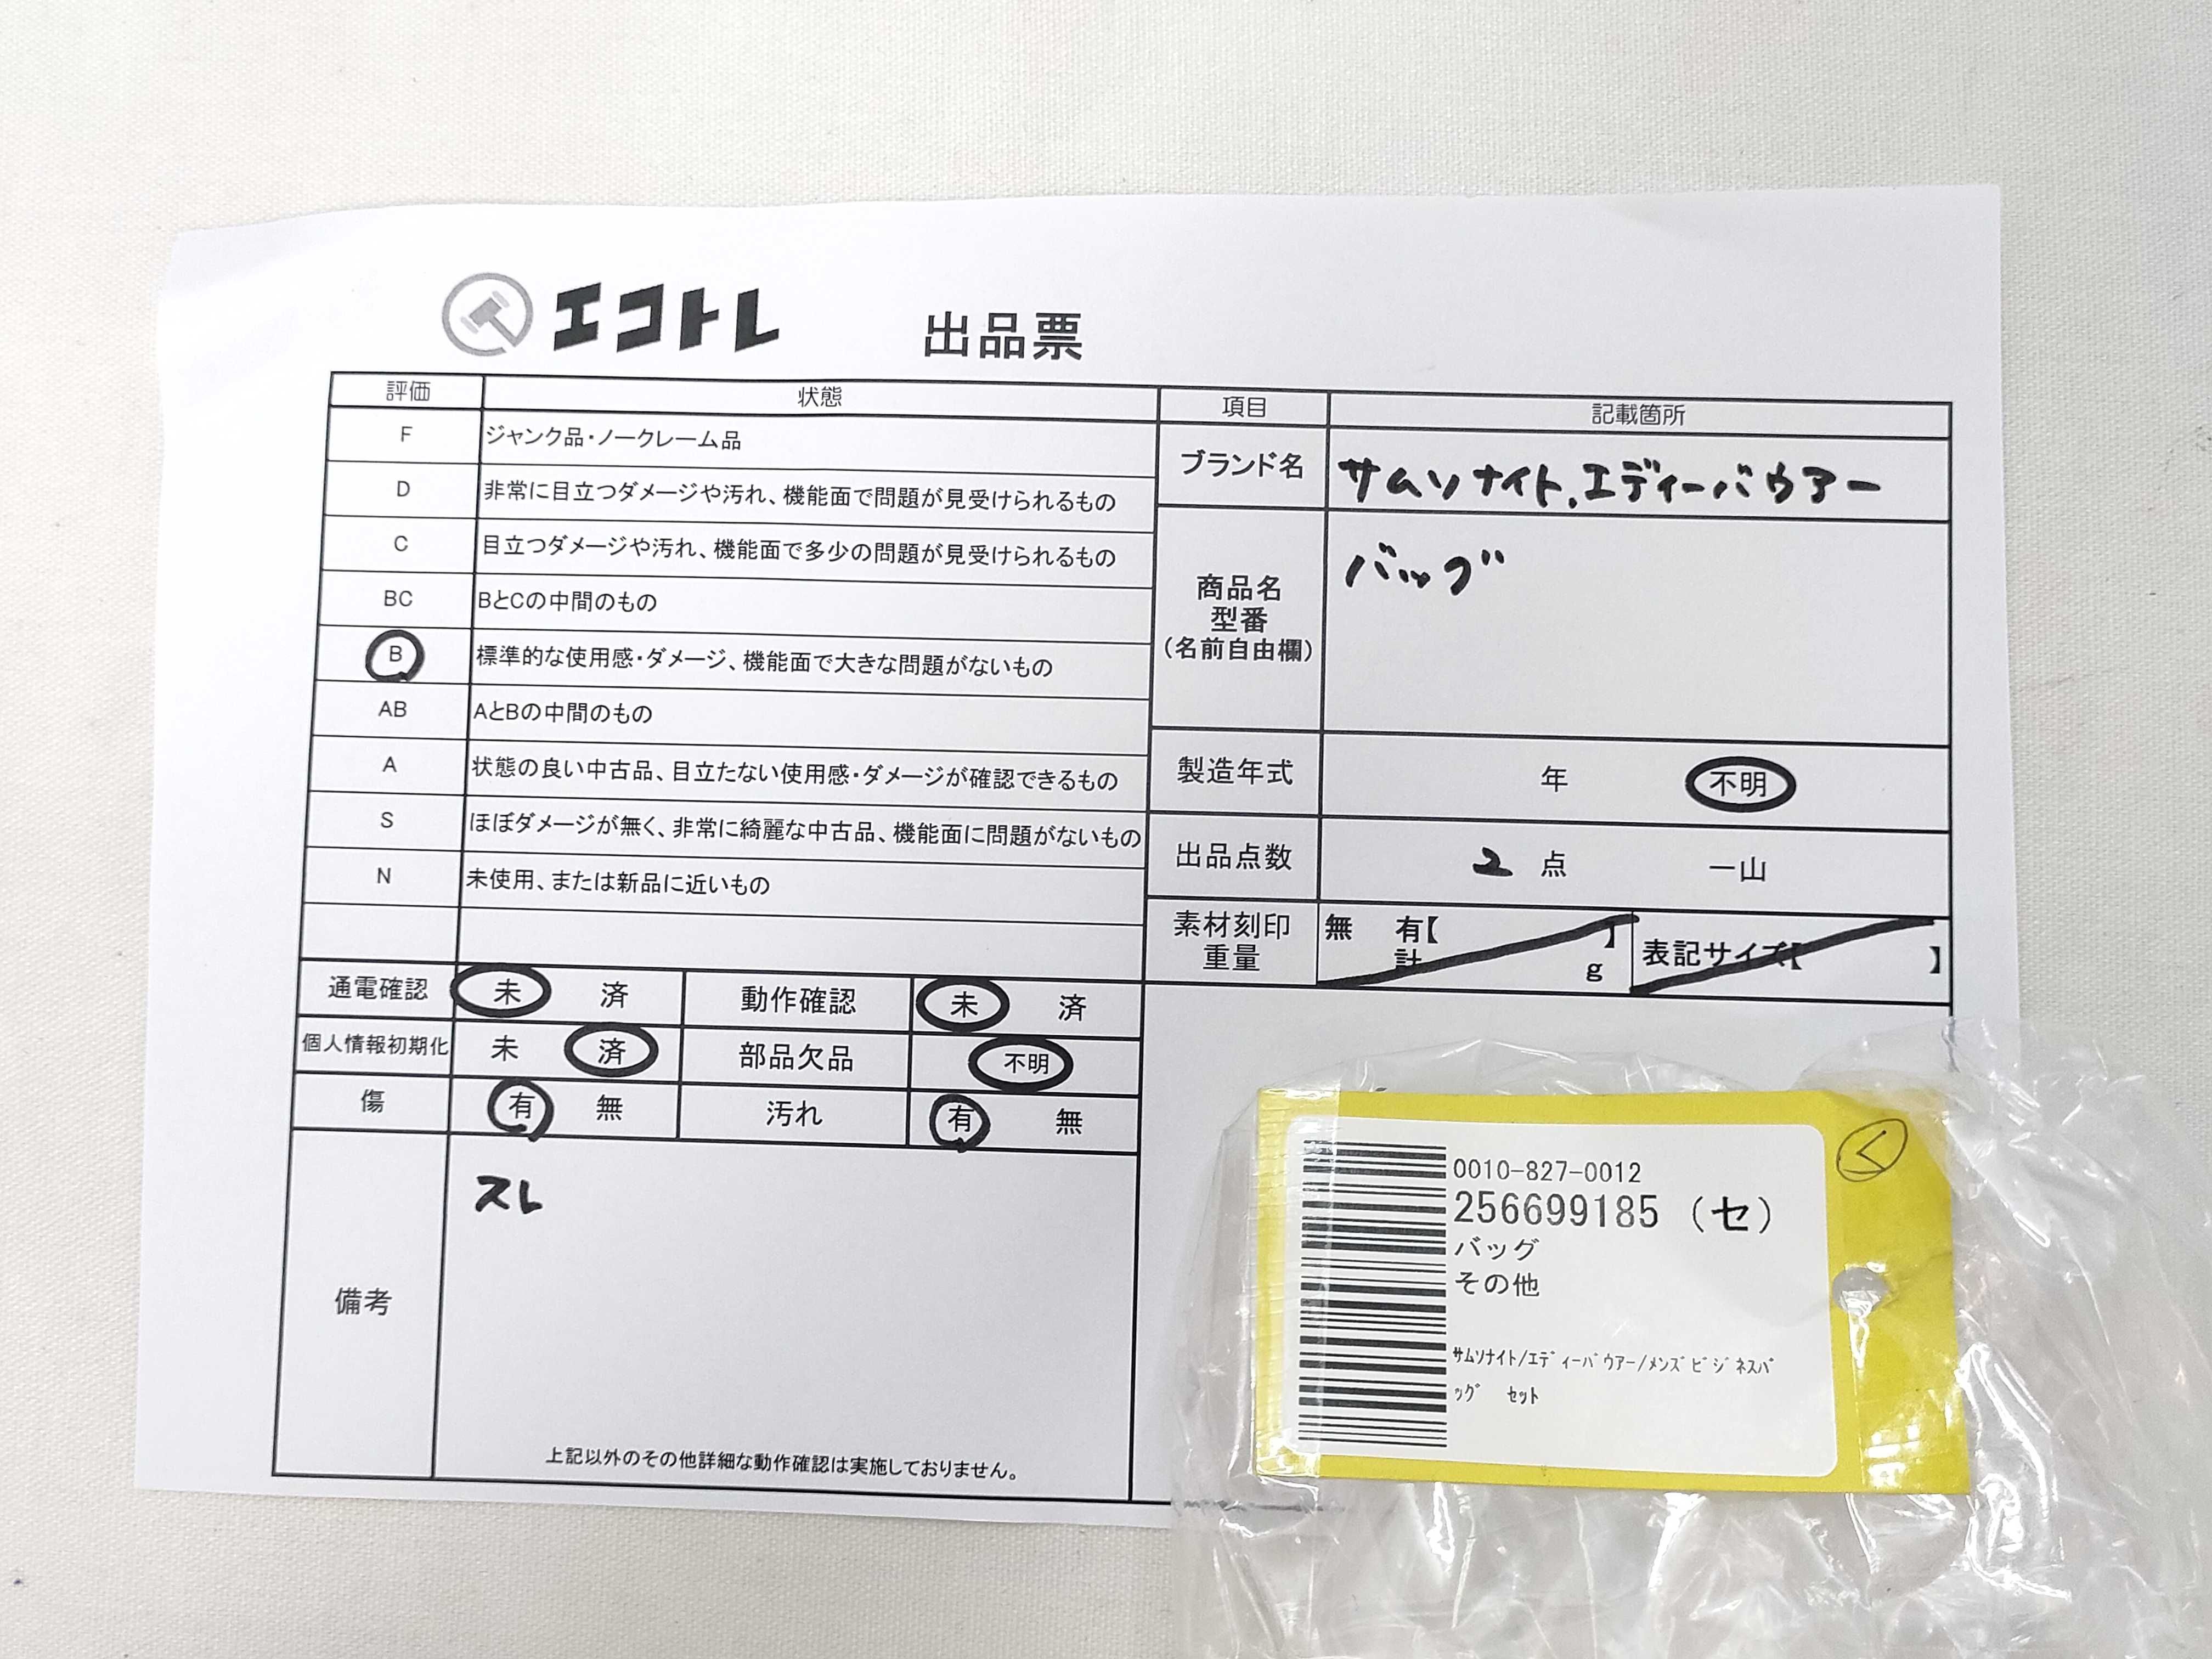 エコトレ 出品票
評価 状態 項目 記載箇所
F ジャンク品・ノークレーム品
D 非常に目立つダメージや汚れ、機能面で問題が見受けられるもの
C 目立つダメージや汚れ、機能面で多少の問題が見受けられるもの
BC BとCの中間のもの
B 標準的な使用感・ダメージ、機能面で大きな問題がないもの
AB AとBの中間のもの
A 状態の良い中古品、目立たない使用感・ダメージが確認できるもの
S ほぼダメージが無く、非常に綺麗な中古品、機能面に問題がないもの
N 未使用、または新品に近いもの
ブランド名 サムソナイト.エディーバウアー
商品名
型番
(名前自由欄)
バッグ
製造年式 年 不明
出品点数 2 点 一山
素材刻印 無 有【 】 表記サイズ【 】
重量 計 g
通電確認 未 済 動作確認 未 済
個人情報初期化 未 済 部品欠品 不明
傷 有 無 汚れ 有 無
備考
スレ
上記以外のその他詳細な動作確認は実施しておりません。
く
0010-827-0012
256699185 (セ)
バッグ
その他
ｻﾑｿﾅｲﾄ/ｴﾃﾞｨｰﾊﾞｳｱｰ/ﾒﾝｽﾞﾋﾞｼﾞﾈｽﾊﾞ
ｯｸﾞ ｾｯﾄ